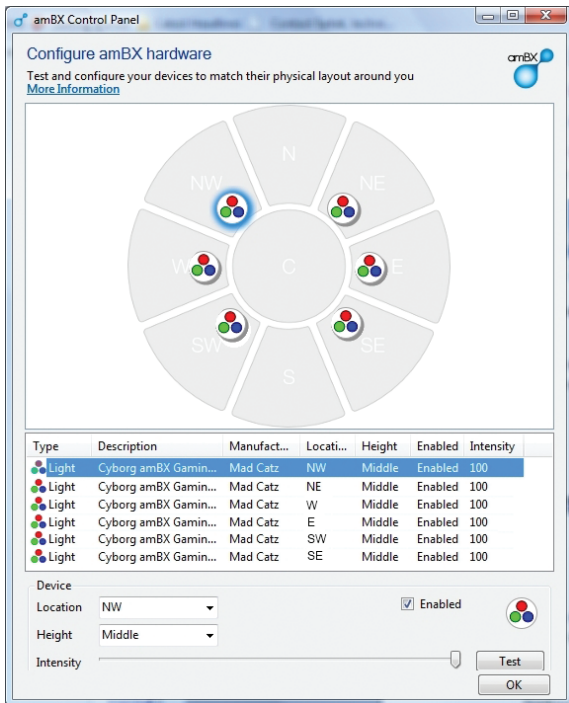 amBX Control Panel
Configure amBX hardware
amBX
Test and configure your devices to match their physical layout around you
More Information
N
NW
NE
W
C
E
SW
SE
S
Type Description Manufact... Locati... Height Enabled Intensity
Light Cyborg amBX Gamin... Mad Catz NW Middle Enabled 100
Light Cyborg amBX Gamin... Mad Catz NE Middle Enabled 100
Light Cyborg amBX Gamin... Mad Catz W Middle Enabled 100
Light Cyborg amBX Gamin... Mad Catz E Middle Enabled 100
Light Cyborg amBX Gamin... Mad Catz SW Middle Enabled 100
Light Cyborg amBX Gamin... Mad Catz SE Middle Enabled 100
Device
Location NW Enabled
Height Middle
Intensity Test
OK